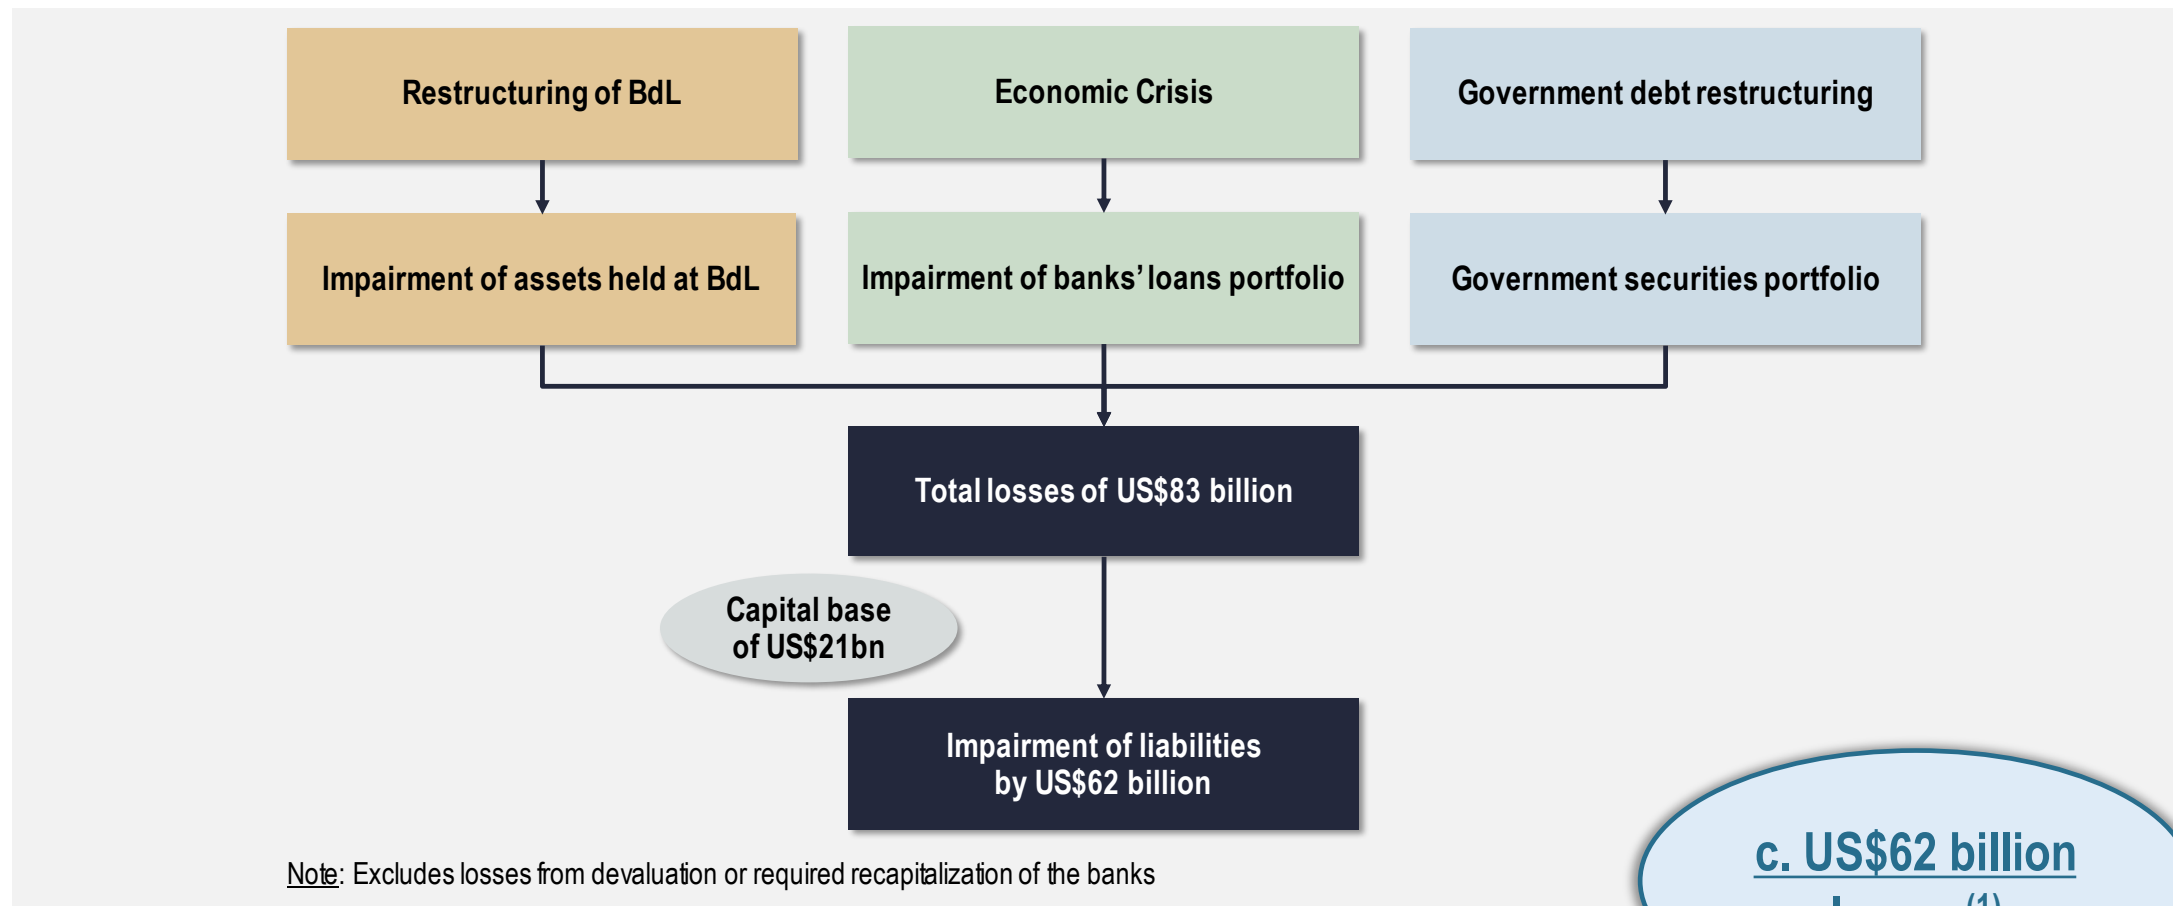 Restructuring of BdL
Economic Crisis
Government debt restructuring
Impairment of assets held at BdL
Impairment of banks’ loans portfolio
Government securities portfolio
Total losses of US$83 billion
Capital base
of US$21bn
Impairment of liabilities
by US$62 billion
Note: Excludes losses from devaluation or required recapitalization of the banks
c. US$62 billion
(1)